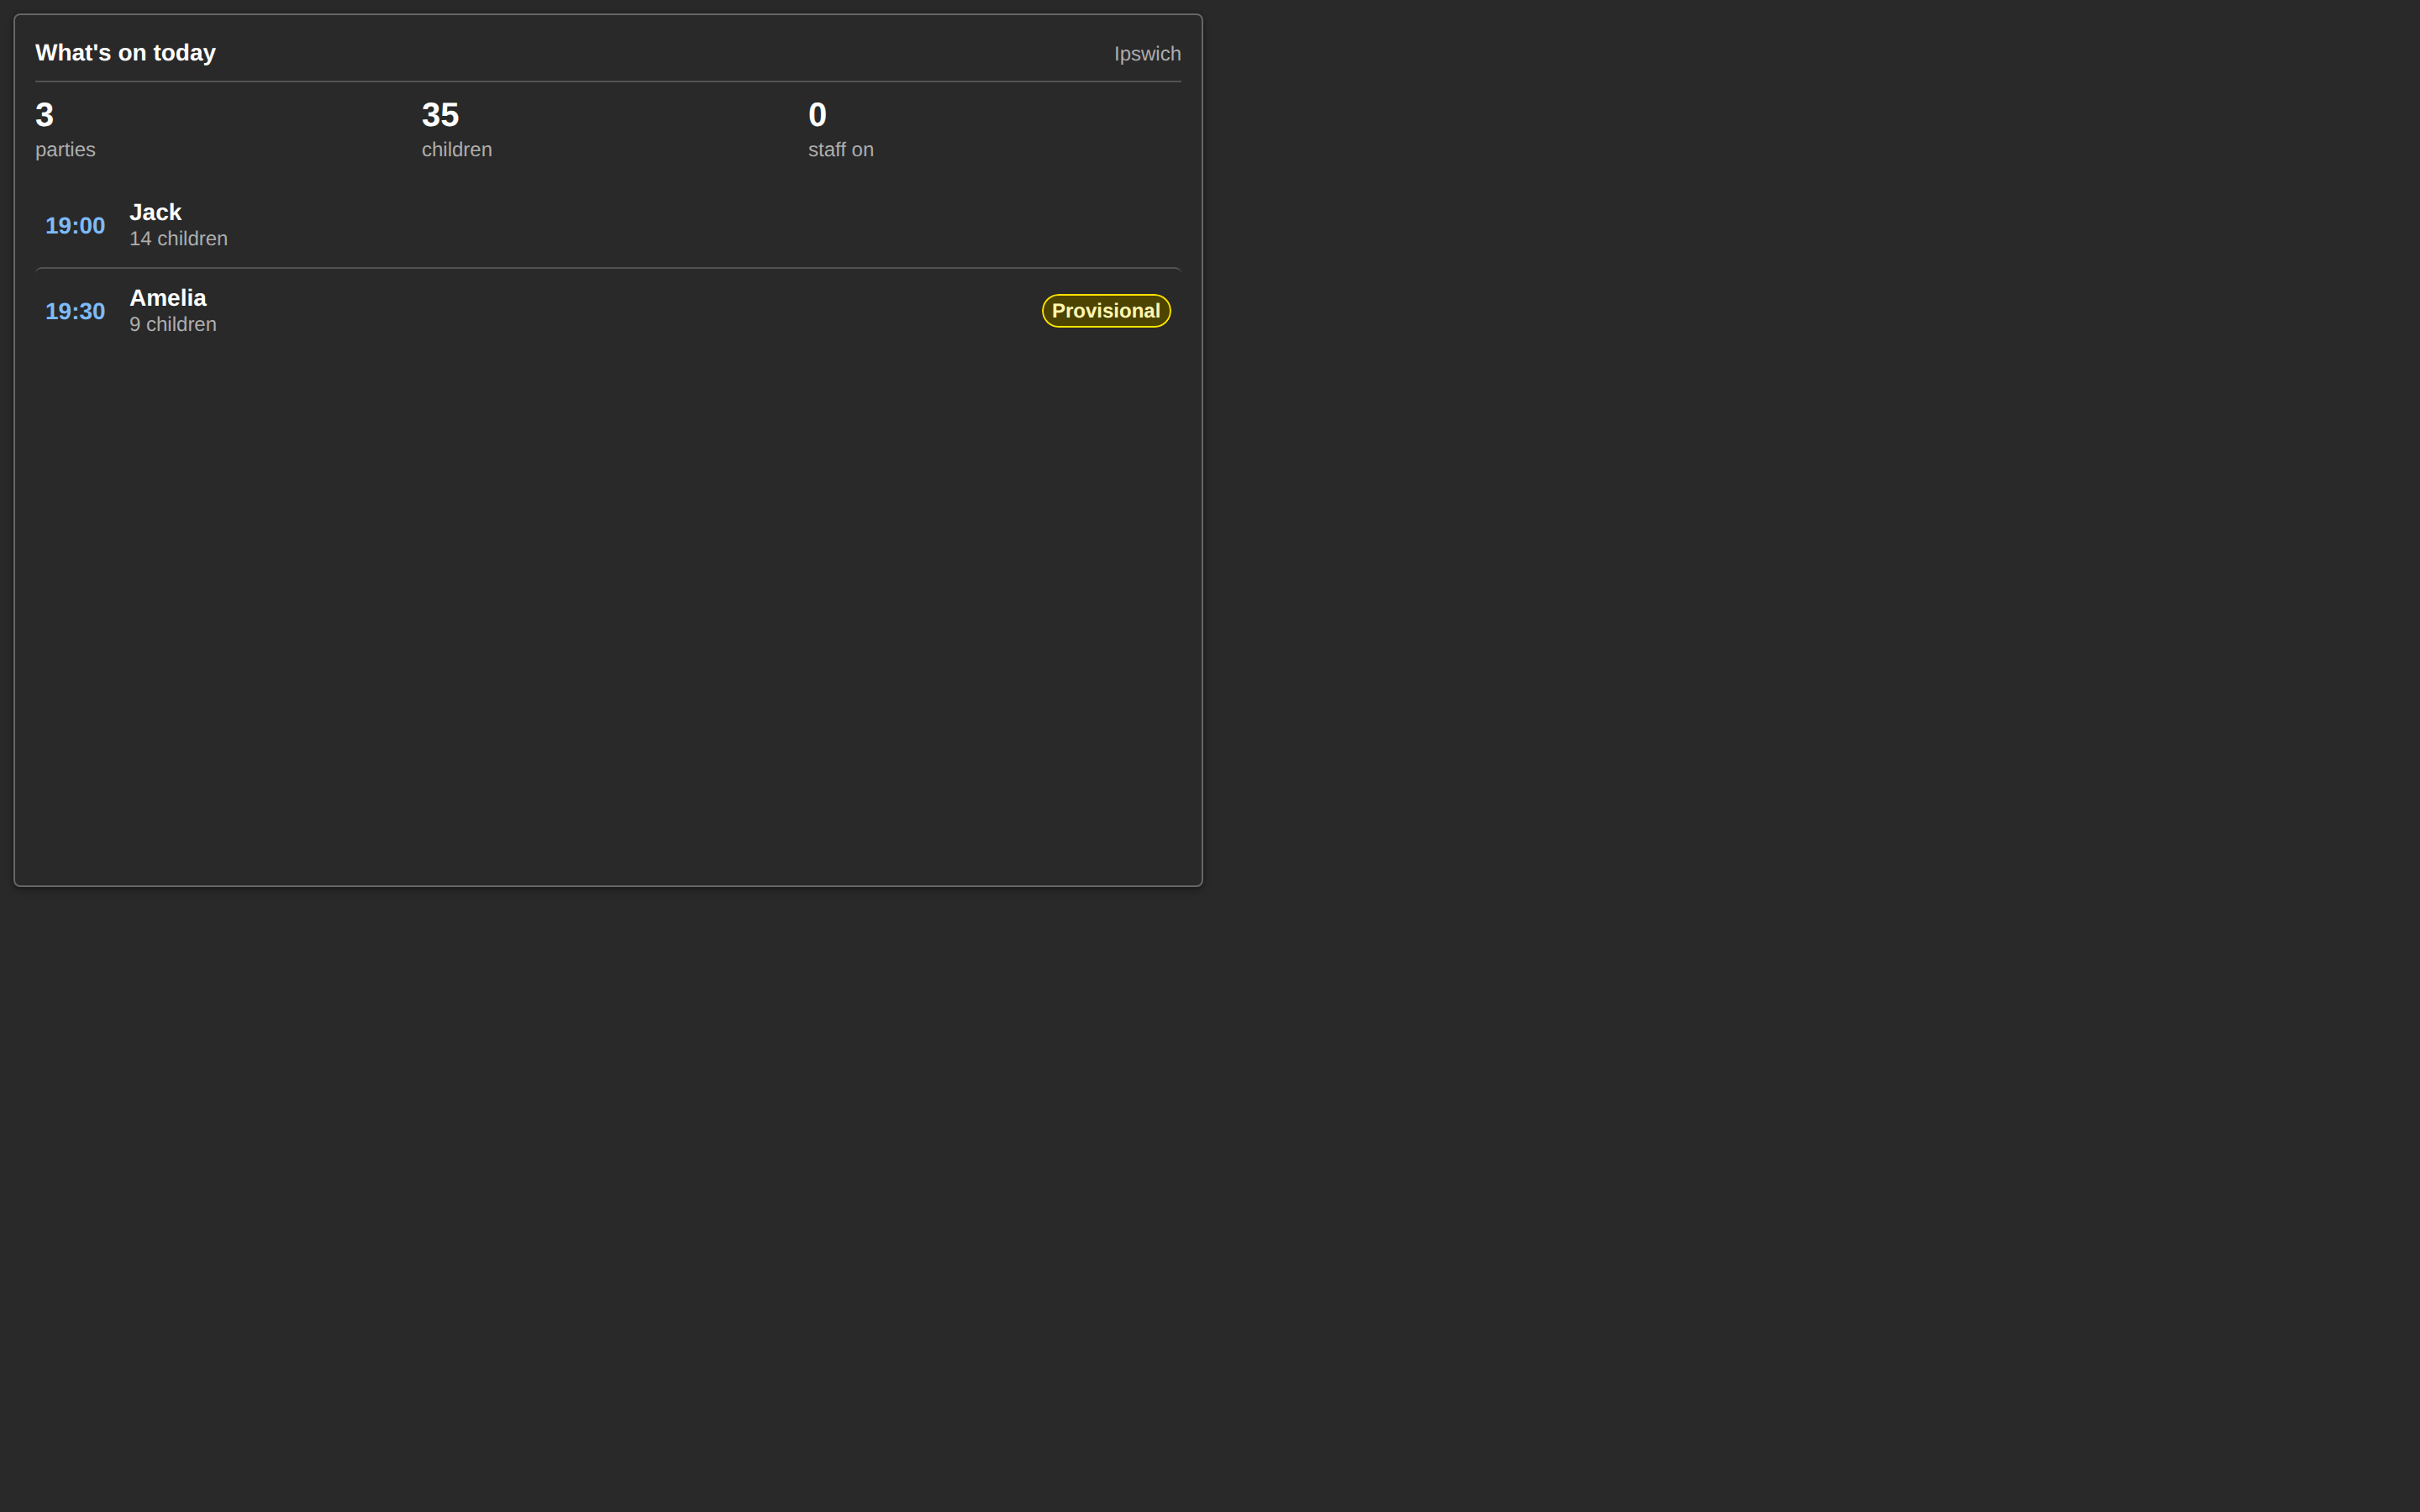 What's on today
Ipswich
3
parties
35
children
0
staff on
19:00
Jack
14 children
19:30
Amelia
9 children
Provisional